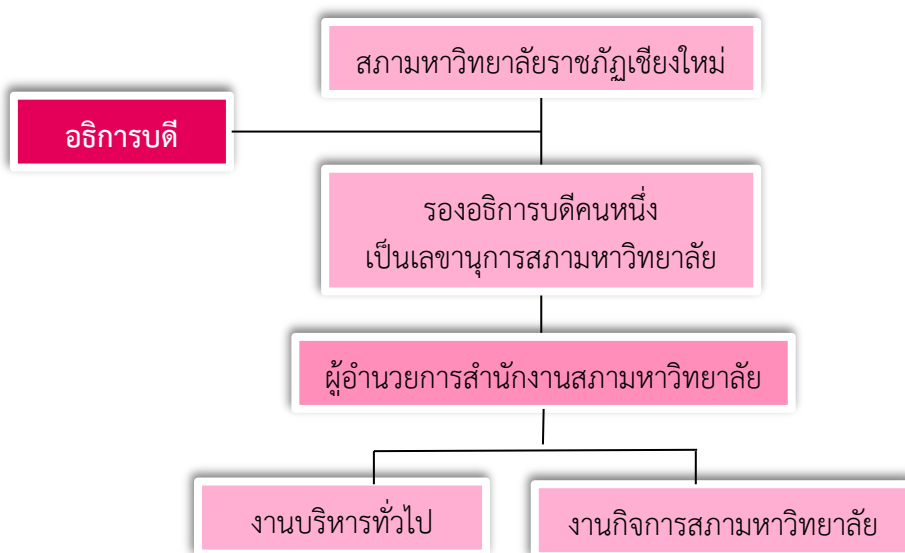 สภามหาวิทยาลัยราชภัฏเชียงใหม่
อธิการบดี
รองอธิการบดีคนหนึ่ง
เป็นเลขานุการสภามหาวิทยาลัย
ผู้อำนวยการสำนักงานสภามหาวิทยาลัย
งานบริหารทั่วไป
งานกิจการสภามหาวิทยาลัย